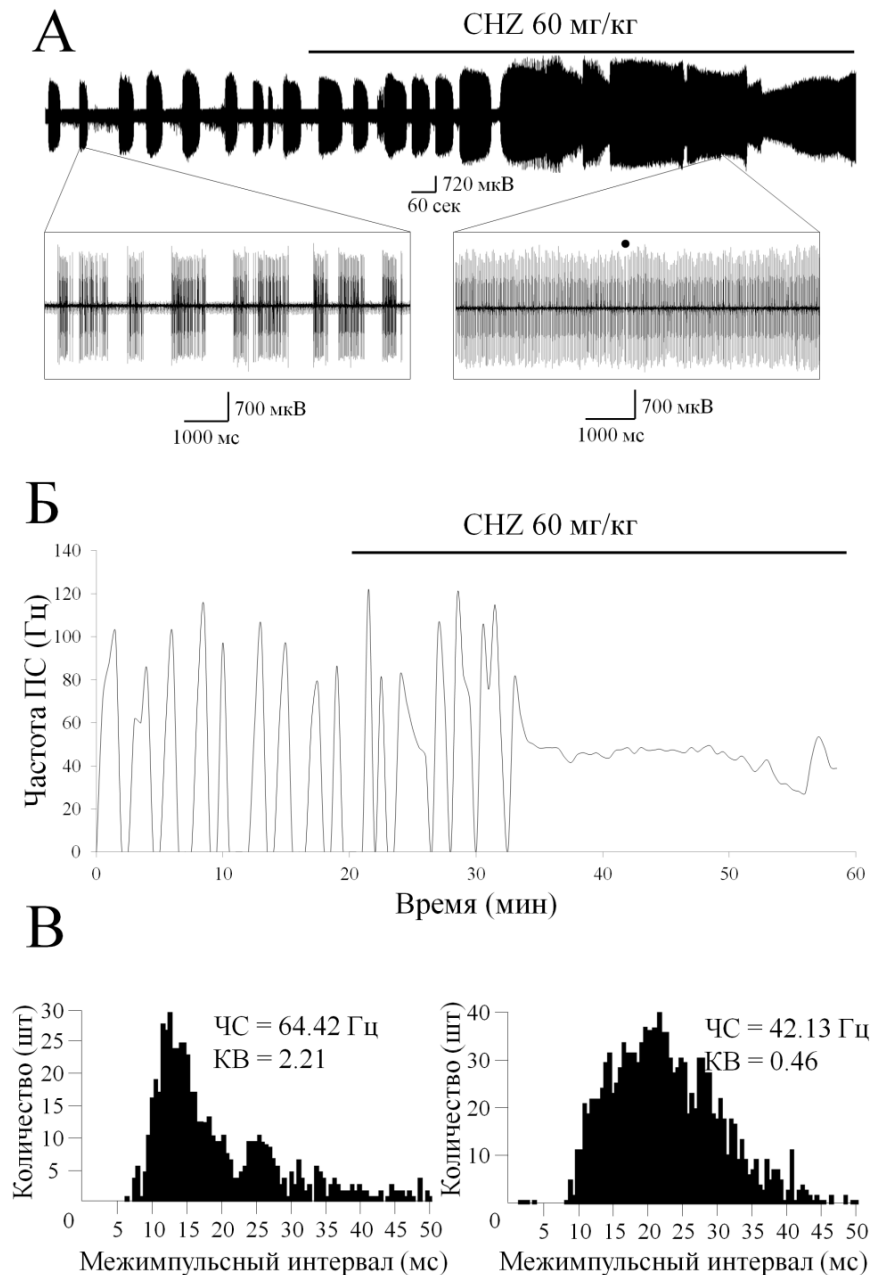 А
CHZ 60 мг/кг
720 мкВ
60 сек
700 мкВ
1000 мс
700 мкВ
1000 мс
Б
CHZ 60 мг/кг
Частота ПС (Гц)
140
120
100
80
60
40
20
0
0 10 20 30 40 50 60
Время (мин)
В
Количество (шт)
30
25
20
15
10
5
0
ЧС = 64.42 Гц
КВ = 2.21
5 10 15 20 25 30 35 40 45 50
Межимпульсный интервал (мс)
Количество (шт)
40
30
20
10
0
ЧС = 42.13 Гц
КВ = 0.46
5 10 15 20 25 30 35 40 45 50
Межимпульсный интервал (мс)